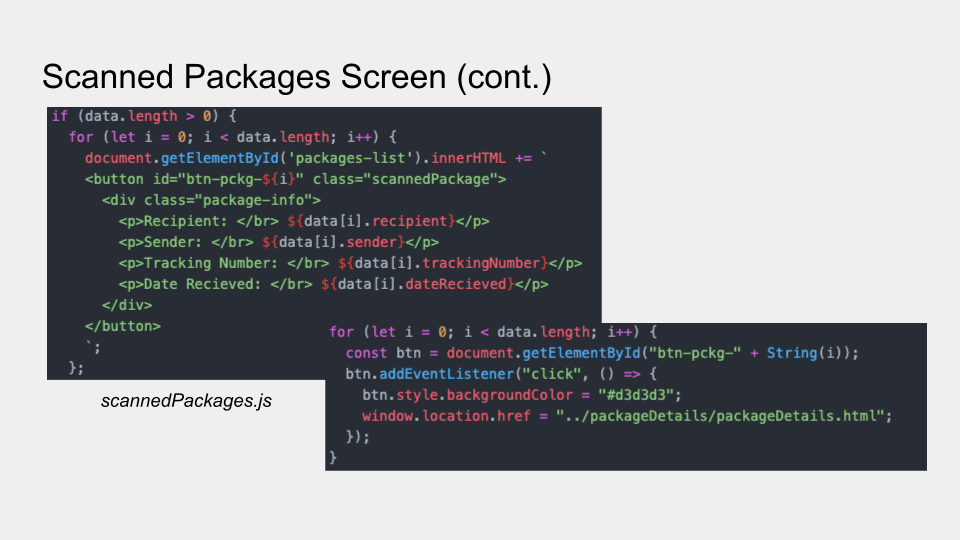 Scanned Packages Screen (cont.)
if (data.length > 0) {
for (let i = 0; i < data.length; i++) {
document.getElementById('packages-list').innerHTML += `
<button id="btn-pckg-${i}" class="scannedPackage">
<div class="package-info">
<p>Recipient: </br> ${data[i].recipient}</p>
<p>Sender: </br> ${data[i].sender}</p>
<p>Tracking Number: </br> ${data[i].trackingNumber}</p>
<p>Date Recieved: </br> ${data[i].dateRecieved}</p>
</div>
</button>
`;
};
scannedPackages.js
for (let i = 0; i < data.length; i++) {
const btn = document.getElementById("btn-pckg-" + String(i));
btn.addEventListener("click", () => {
btn.style.backgroundColor = "#d3d3d3";
window.location.href = "../packageDetails/packageDetails.html";
});
}